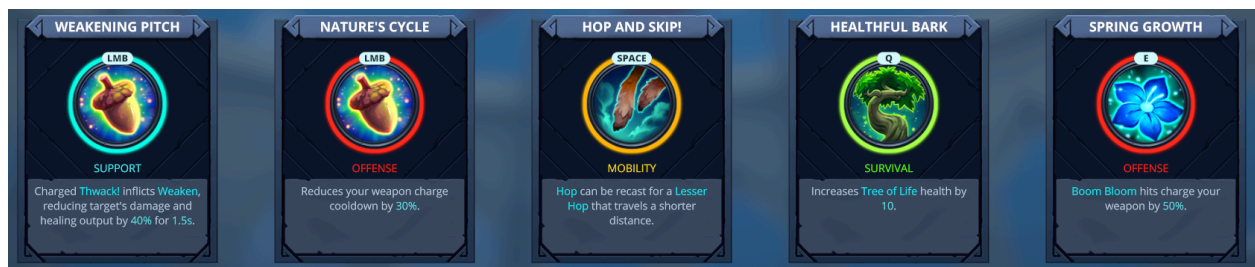 WEAKENING PITCH
LMB
SUPPORT
Charged Thwack! inflicts Weaken,
reducing target's damage and
healing output by 40% for 1.5s.
NATURE'S CYCLE
LMB
OFFENSE
Reduces your weapon charge
cooldown by 30%.
HOP AND SKIP!
SPACE
MOBILITY
Hop can be recast for a Lesser
Hop that travels a shorter
distance.
HEALTHFUL BARK
Q
SURVIVAL
Increases Tree of Life health by
10.
SPRING GROWTH
E
OFFENSE
Boom Bloom hits charge your
weapon by 50%.